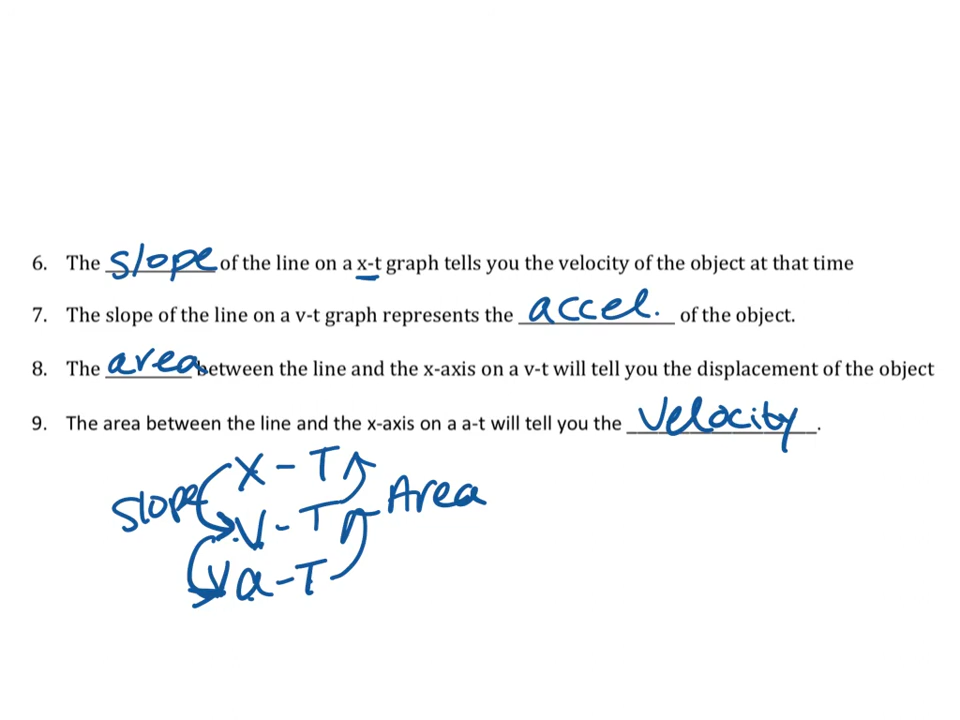 6. The slope of the line on a x-t graph tells you the velocity of the object at that time
7. The slope of the line on a v-t graph represents the accel. of the object.
8. The area between the line and the x-axis on a v-t will tell you the displacement of the object
9. The area between the line and the x-axis on a a-t will tell you the velocity.
X - T
Slope V - T Area
a - T